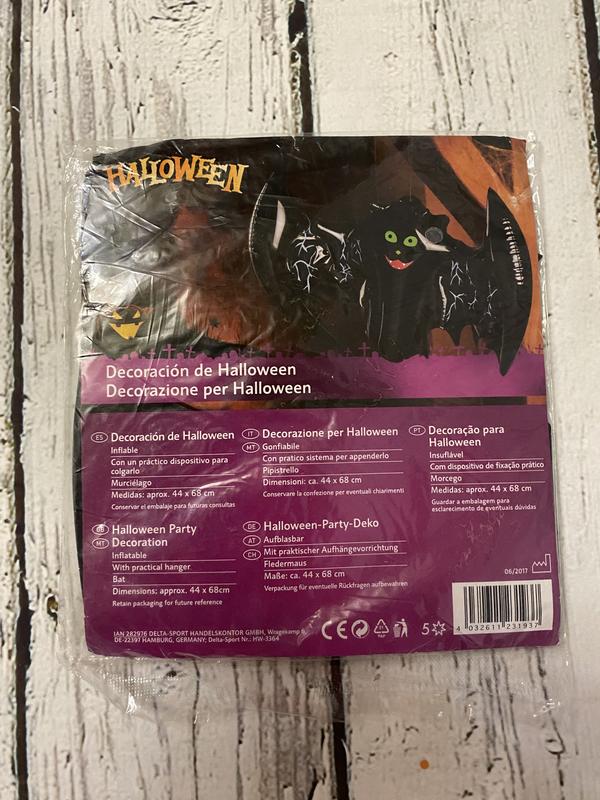 HALLOWEEN
Decoración de Halloween
Decorazione per Halloween
ES Decoración de Halloween
Inflable
Con un práctico dispositivo para
colgarlo
Murciélago
Medidas: aprox. 44 x 68 cm
Conservar el embalaje para futuras consultas
IT Decorazione per Halloween
MT Gonfiabile
Con pratico sistema per appenderlo
Pipistrello
Dimensioni: ca. 44 x 68 cm
Conservare la confezione per eventuali chiarimenti
PT Decoração para
Halloween
Insuflável
Com dispositivo de fixação prático
Morcego
Medidas: aprox. 44 x 68 cm
Guardar a embalagem para
esclarecimento de eventuais dúvidas
GB Halloween Party
MT Decoration
Inflatable
With practical hanger
Bat
Dimensions: approx. 44 x 68cm
Retain packaging for future reference
DE Halloween-Party-Deko
AT Aufblasbar
CH Mit praktischer Aufhängevorrichtung
Fledermaus
Maße: ca. 44 x 68 cm
Verpackung für eventuelle Rückfragen aufbewahren
06/2017
IAN 282976 DELTA-SPORT HANDELSKONTOR GMBH, Wragekamp 6,
DE-22397 HAMBURG, GERMANY; Delta-Sport Nr.: HW-3364
CE
PAP
5
4 032611 231937